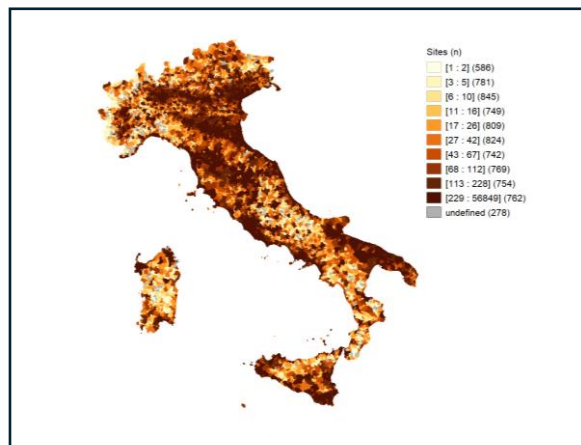 Sites (n)
[1 : 2] (586)
[3 : 5] (781)
[6 : 10] (845)
[11 : 16] (749)
[17 : 26] (809)
[27 : 42] (824)
[43 : 67] (742)
[68 : 112] (769)
[113 : 228] (754)
[229 : 56849] (762)
undefined (278)